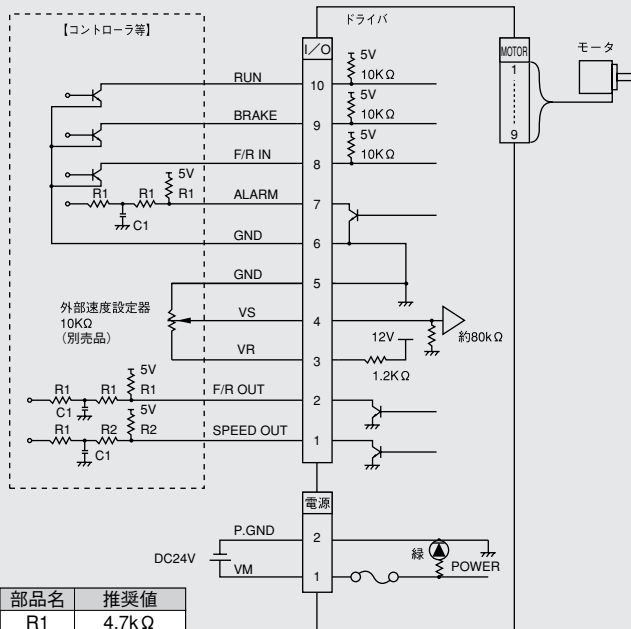 ドライバ
【コントローラ等】
I/O
MOTOR
モータ
RUN
10
5V
10KΩ
1
BRAKE
9
5V
10KΩ
9
F/R IN
8
5V
10KΩ
R1
R1
5V
R1
ALARM
7
C1
GND
6
GND
5
外部速度設定器
10KΩ
(別売品)
VS
4
約80kΩ
VR
3
12V
1.2KΩ
5V
R1
R1
R1
F/R OUT
2
C1
5V
R1
R2
R2
SPEED OUT
1
C1
電源
DC24V
P.GND
2
緑
POWER
VM
1
部品名 推奨値
R1 4.7kΩ